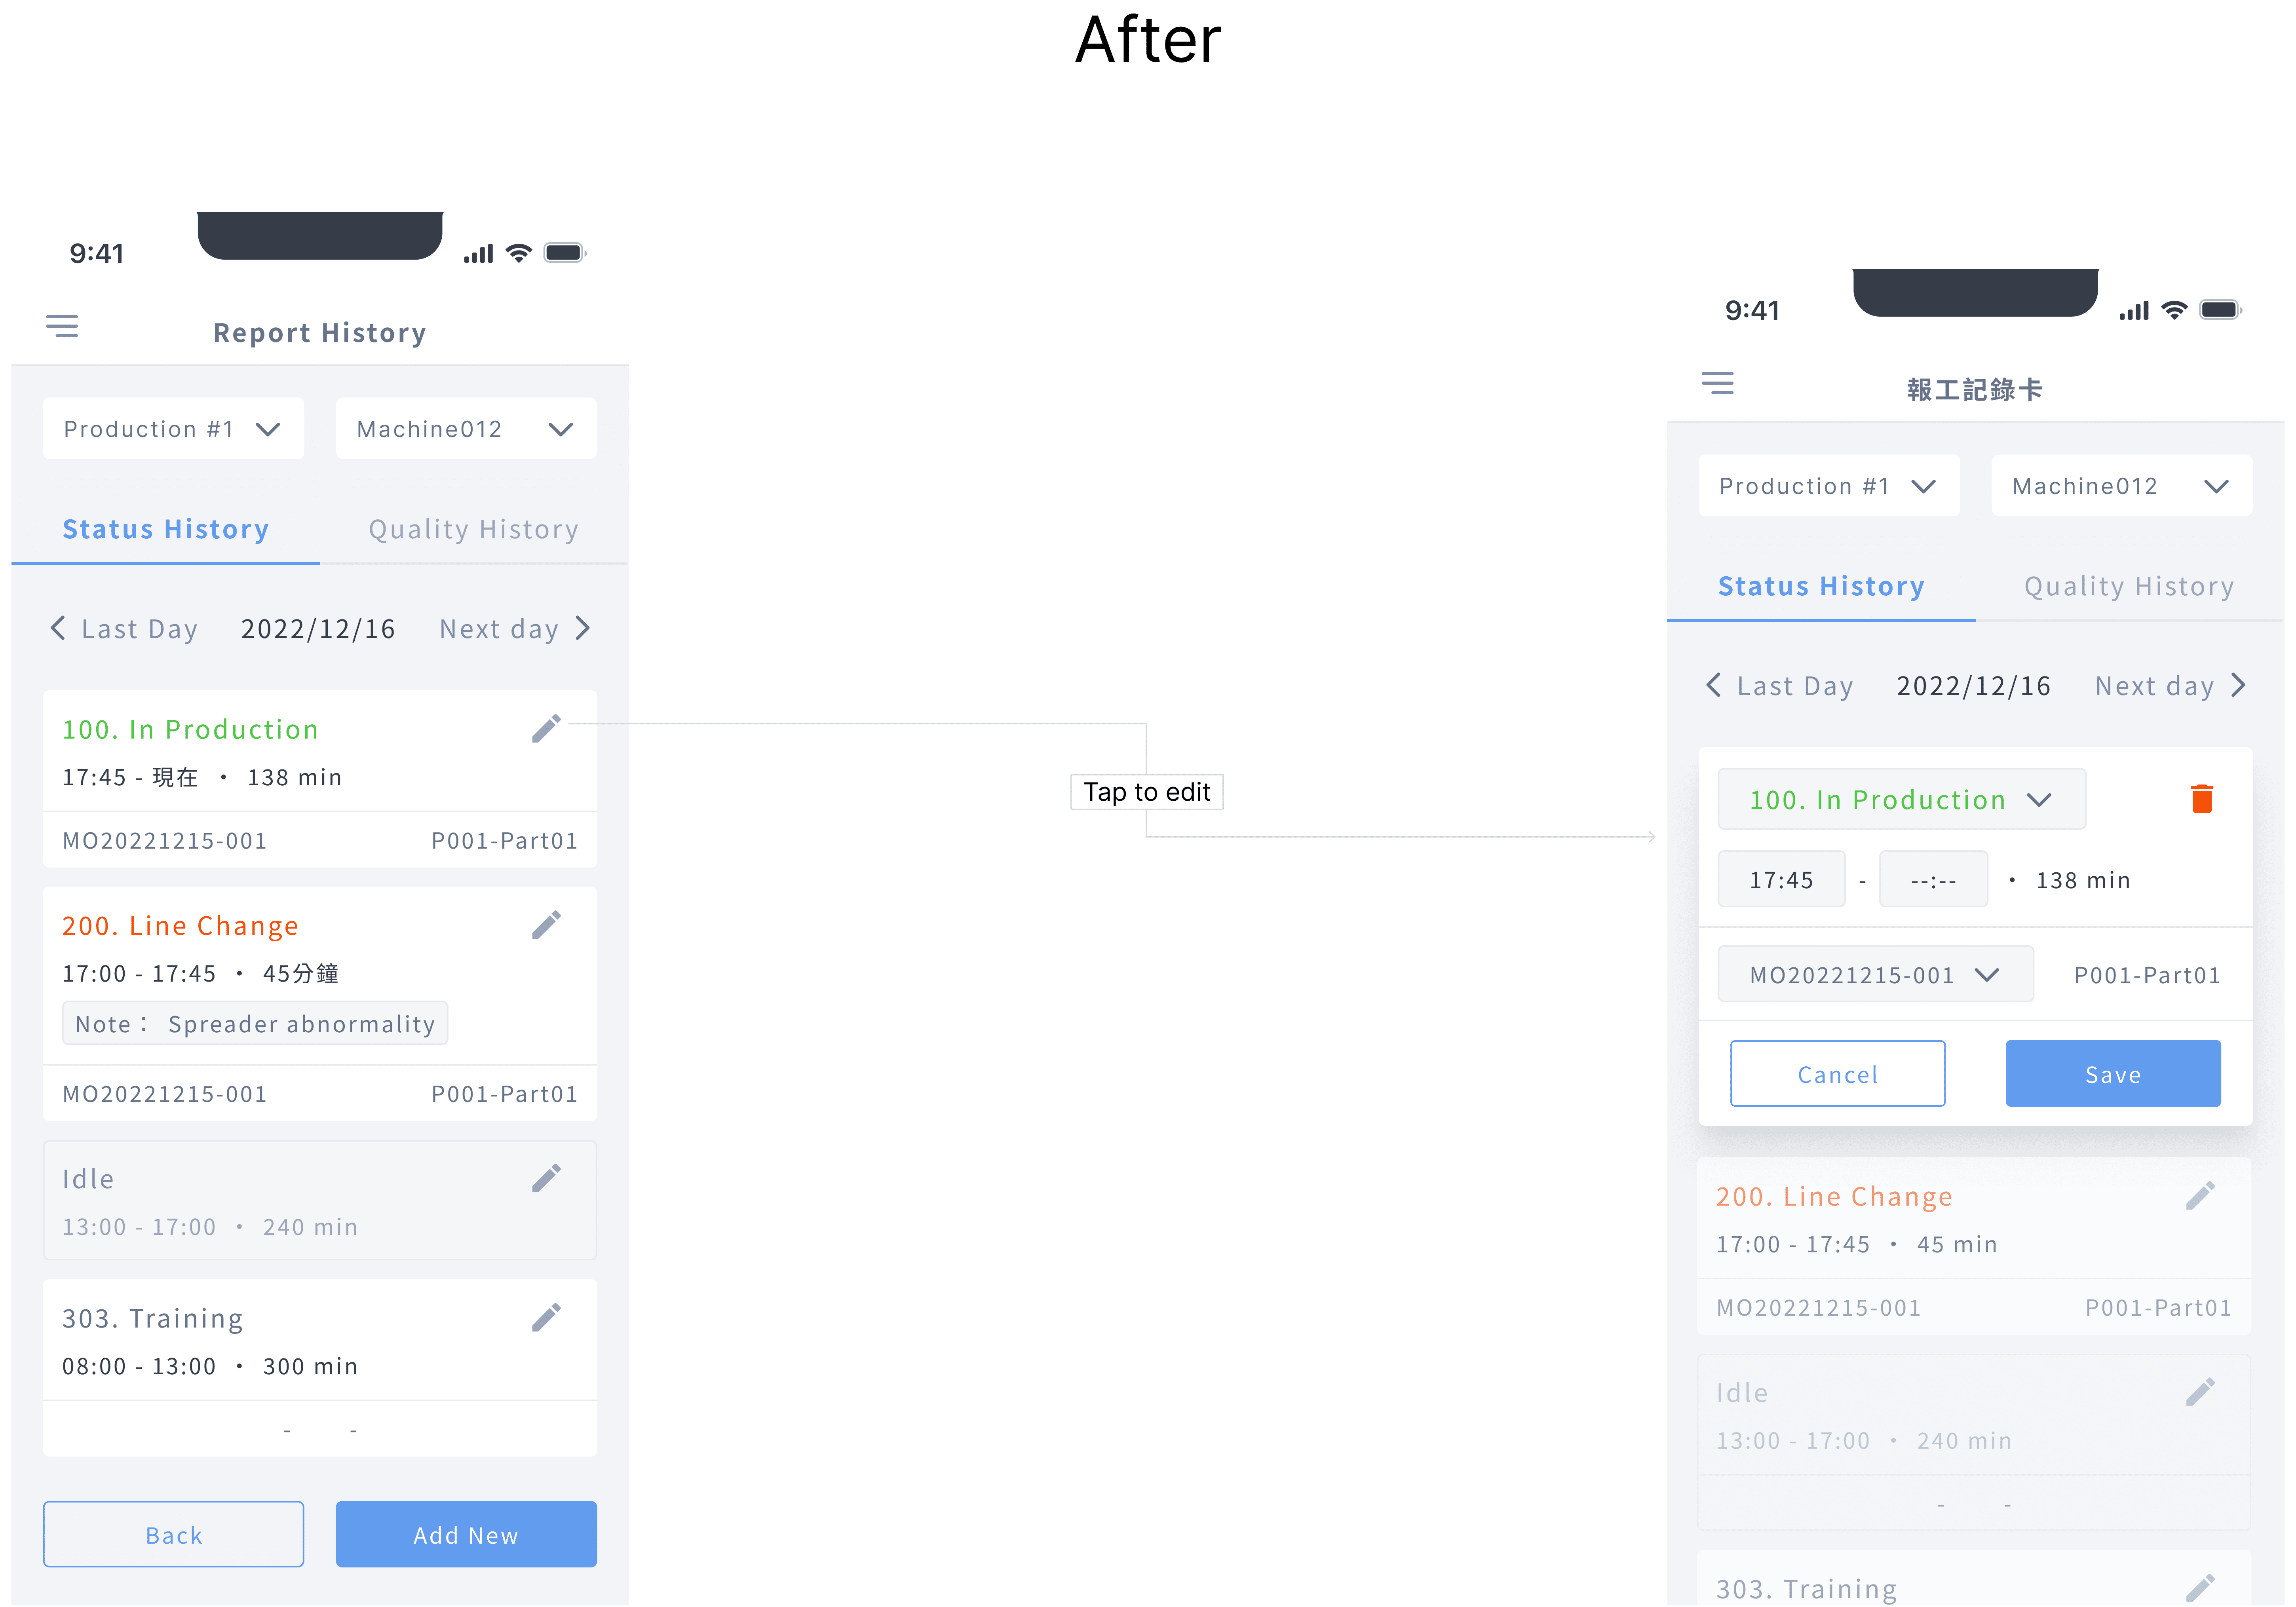 After
9:41
Report History
Production #1 Machine012
Status History Quality History
Last Day 2022/12/16 Next day
100. In Production
17:45 - 現在 · 138 min
MO20221215-001 P001-Part01
200. Line Change
17:00 - 17:45 · 45分鐘
Note： Spreader abnormality
MO20221215-001 P001-Part01
Idle
13:00 - 17:00 · 240 min
303. Training
08:00 - 13:00 · 300 min
- -
Back Add New
Tap to edit
9:41
報工記錄卡
Production #1 Machine012
Status History Quality History
Last Day 2022/12/16 Next day
100. In Production
17:45 - --:-- · 138 min
MO20221215-001 P001-Part01
Cancel Save
200. Line Change
17:00 - 17:45 · 45 min
MO20221215-001 P001-Part01
Idle
13:00 - 17:00 · 240 min
- -
303. Training